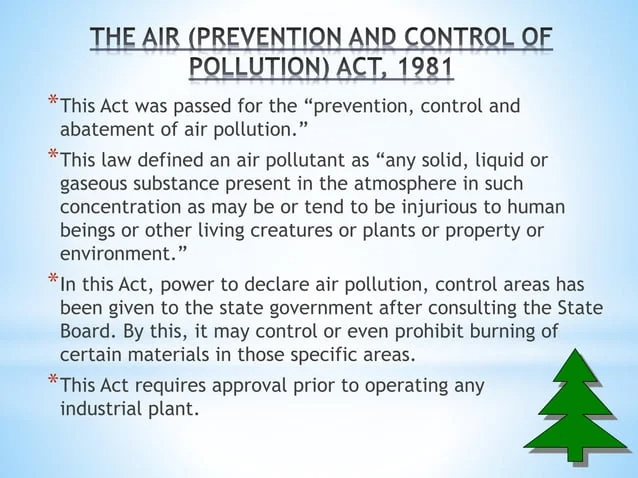 THE AIR (PREVENTION AND CONTROL OF
POLLUTION) ACT, 1981
*This Act was passed for the “prevention, control and
abatement of air pollution.”
*This law defined an air pollutant as “any solid, liquid or
gaseous substance present in the atmosphere in such
concentration as may be or tend to be injurious to human
beings or other living creatures or plants or property or
environment.”
*In this Act, power to declare air pollution, control areas has
been given to the state government after consulting the State
Board. By this, it may control or even prohibit burning of
certain materials in those specific areas.
*This Act requires approval prior to operating any
industrial plant.